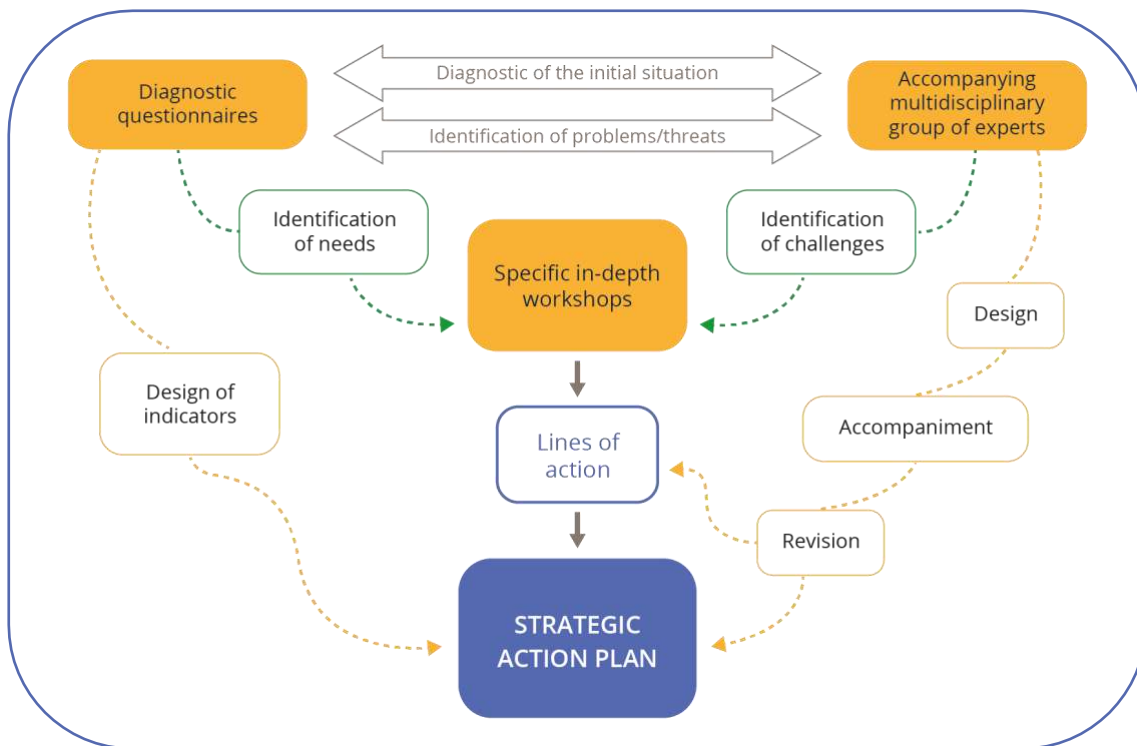 Diagnostic
questionnaires
Diagnostic of the initial situation
Identification of problems/threats
Accompanying
multidisciplinary
group of experts
Identification
of needs
Specific in-depth
workshops
Identification
of challenges
Design
Design of
indicators
Lines of
action
Accompaniment
Revision
STRATEGIC
ACTION PLAN